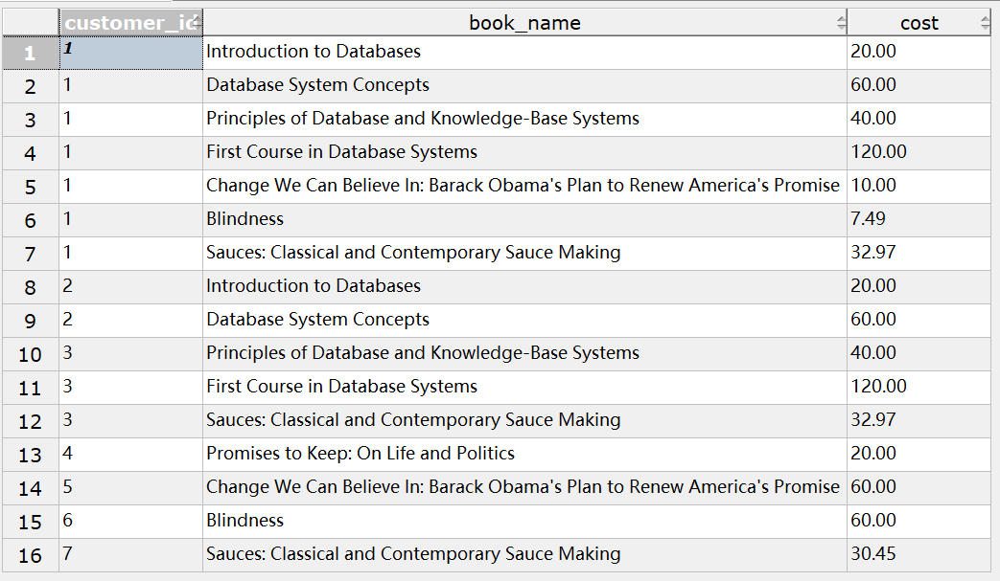 customer_id book_name cost
1 1 Introduction to Databases 20.00
2 1 Database System Concepts 60.00
3 1 Principles of Database and Knowledge-Base Systems 40.00
4 1 First Course in Database Systems 120.00
5 1 Change We Can Believe In: Barack Obama's Plan to Renew America's Promise 10.00
6 1 Blindness 7.49
7 1 Sauces: Classical and Contemporary Sauce Making 32.97
8 2 Introduction to Databases 20.00
9 2 Database System Concepts 60.00
10 3 Principles of Database and Knowledge-Base Systems 40.00
11 3 First Course in Database Systems 120.00
12 3 Sauces: Classical and Contemporary Sauce Making 32.97
13 4 Promises to Keep: On Life and Politics 20.00
14 5 Change We Can Believe In: Barack Obama's Plan to Renew America's Promise 60.00
15 6 Blindness 60.00
16 7 Sauces: Classical and Contemporary Sauce Making 30.45